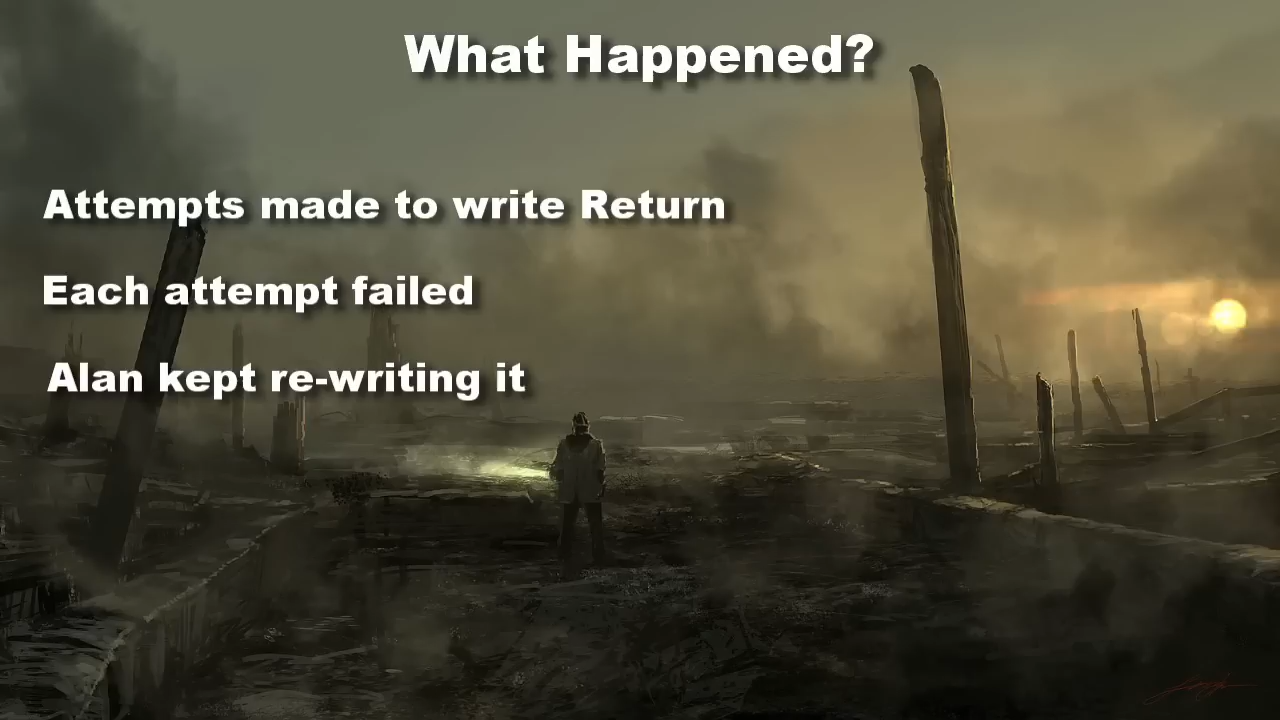 What Happened?
Attempts made to write Return
Each attempt failed
Alan kept re-writing it